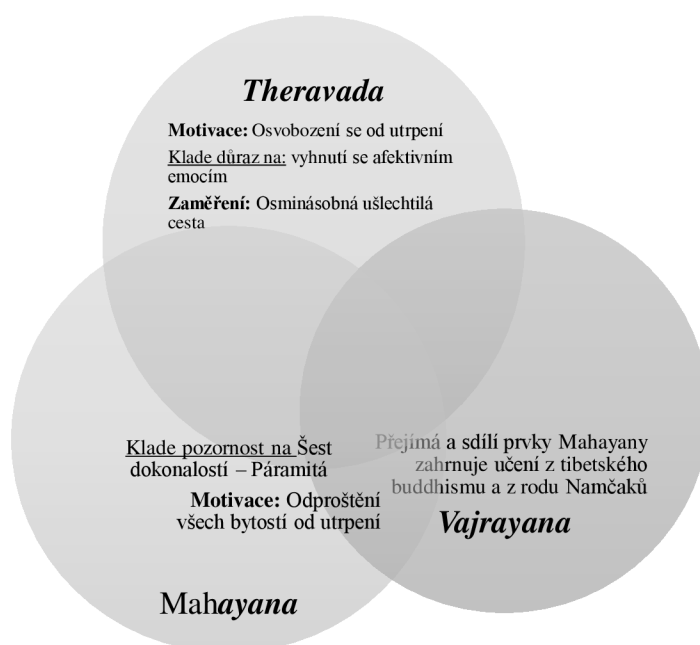 Theravada
Motivace: Osvobození se od utrpení
Klade důraz na: vyhnutí se afektivním
emocím
Zaměření: Osminásobná ušlechtilá
cesta
Klade pozornost na Šest
dokonalostí – Páramitá
Motivace: Odproštění
všech bytostí od utrpení
Mahayana
Přejímá a sdílí prvky Mahayany
zahrnuje učení z tibetského
buddhismu a z rodu Namčaků
Vajrayana